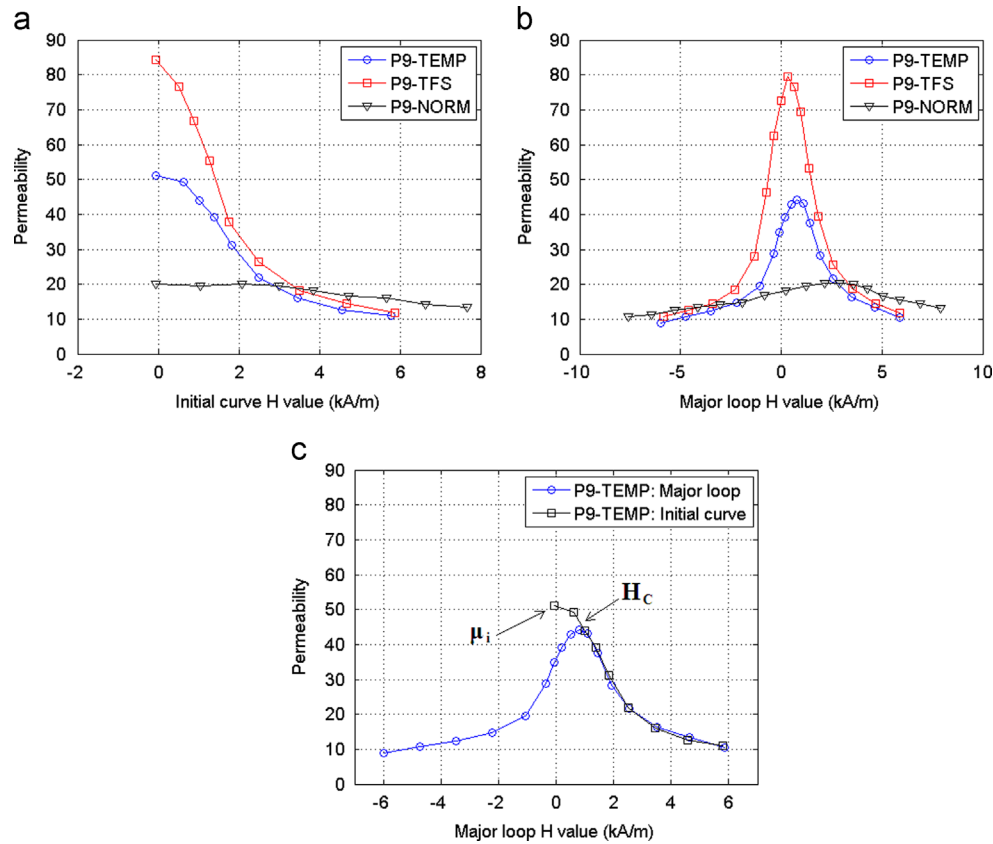 a
90
80
70
60
50
40
30
20
10
0
Permeability
P9-TEMP
P9-TFS
P9-NORM
-2
0
2
4
6
8
Initial curve H value (kA/m)
b
90
80
70
60
50
40
30
20
10
0
Permeability
P9-TEMP
P9-TFS
P9-NORM
-10
-5
0
5
10
Major loop H value (kA/m)
c
90
80
70
60
50
40
30
20
10
0
Permeability
P9-TEMP: Major loop
P9-TEMP: Initial curve
H_C
μ_i
-6
-4
-2
0
2
4
6
Major loop H value (kA/m)